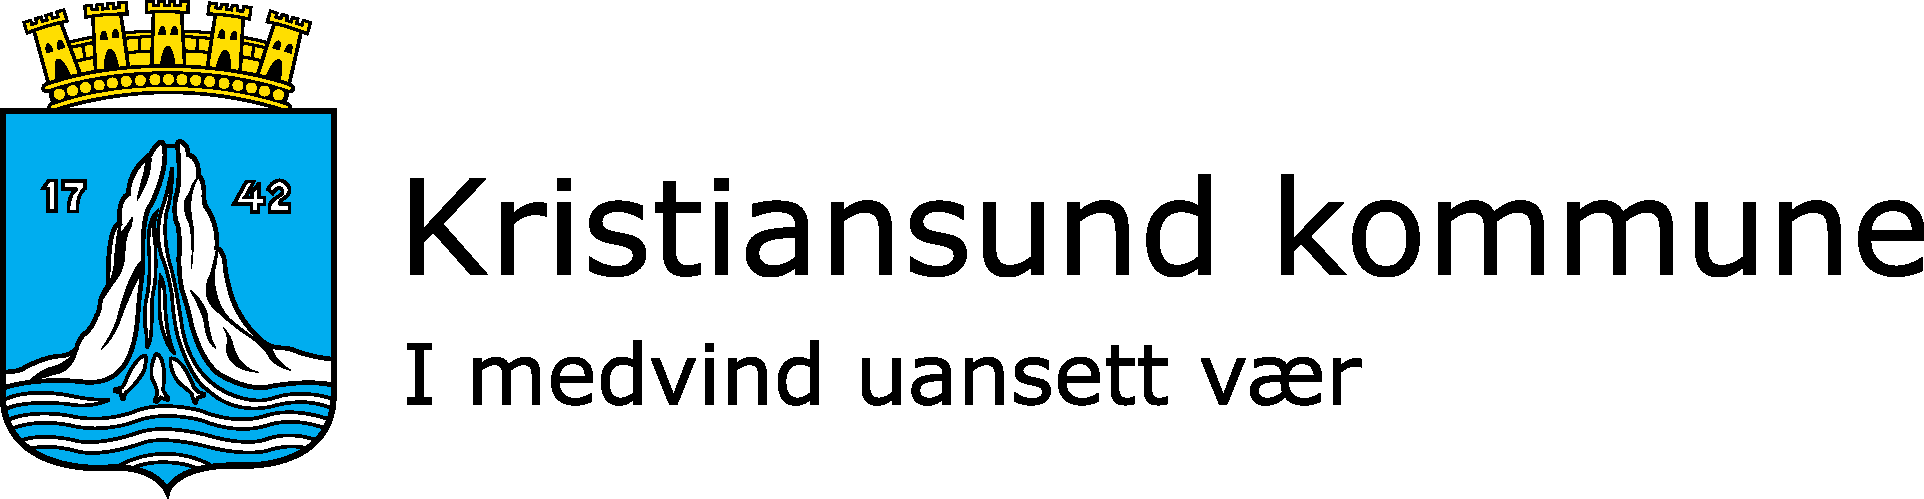 17 42
Kristiansund kommune
I medvind uansett vær